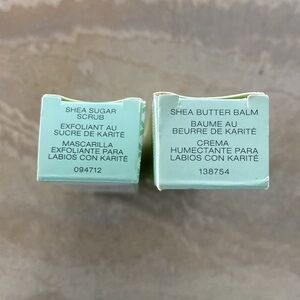 SHEA SUGAR
SCRUB
EXFOLIANT AU
SUCRE DE KARITÉ
MASCARILLA
EXFOLIANTE PARA
LABIOS CON KARITÉ
094712
SHEA BUTTER BALM
BAUME AU
BEURRE DE KARITÉ
CREMA
HUMECTANTE PARA
LABIOS CON KARITÉ
138754